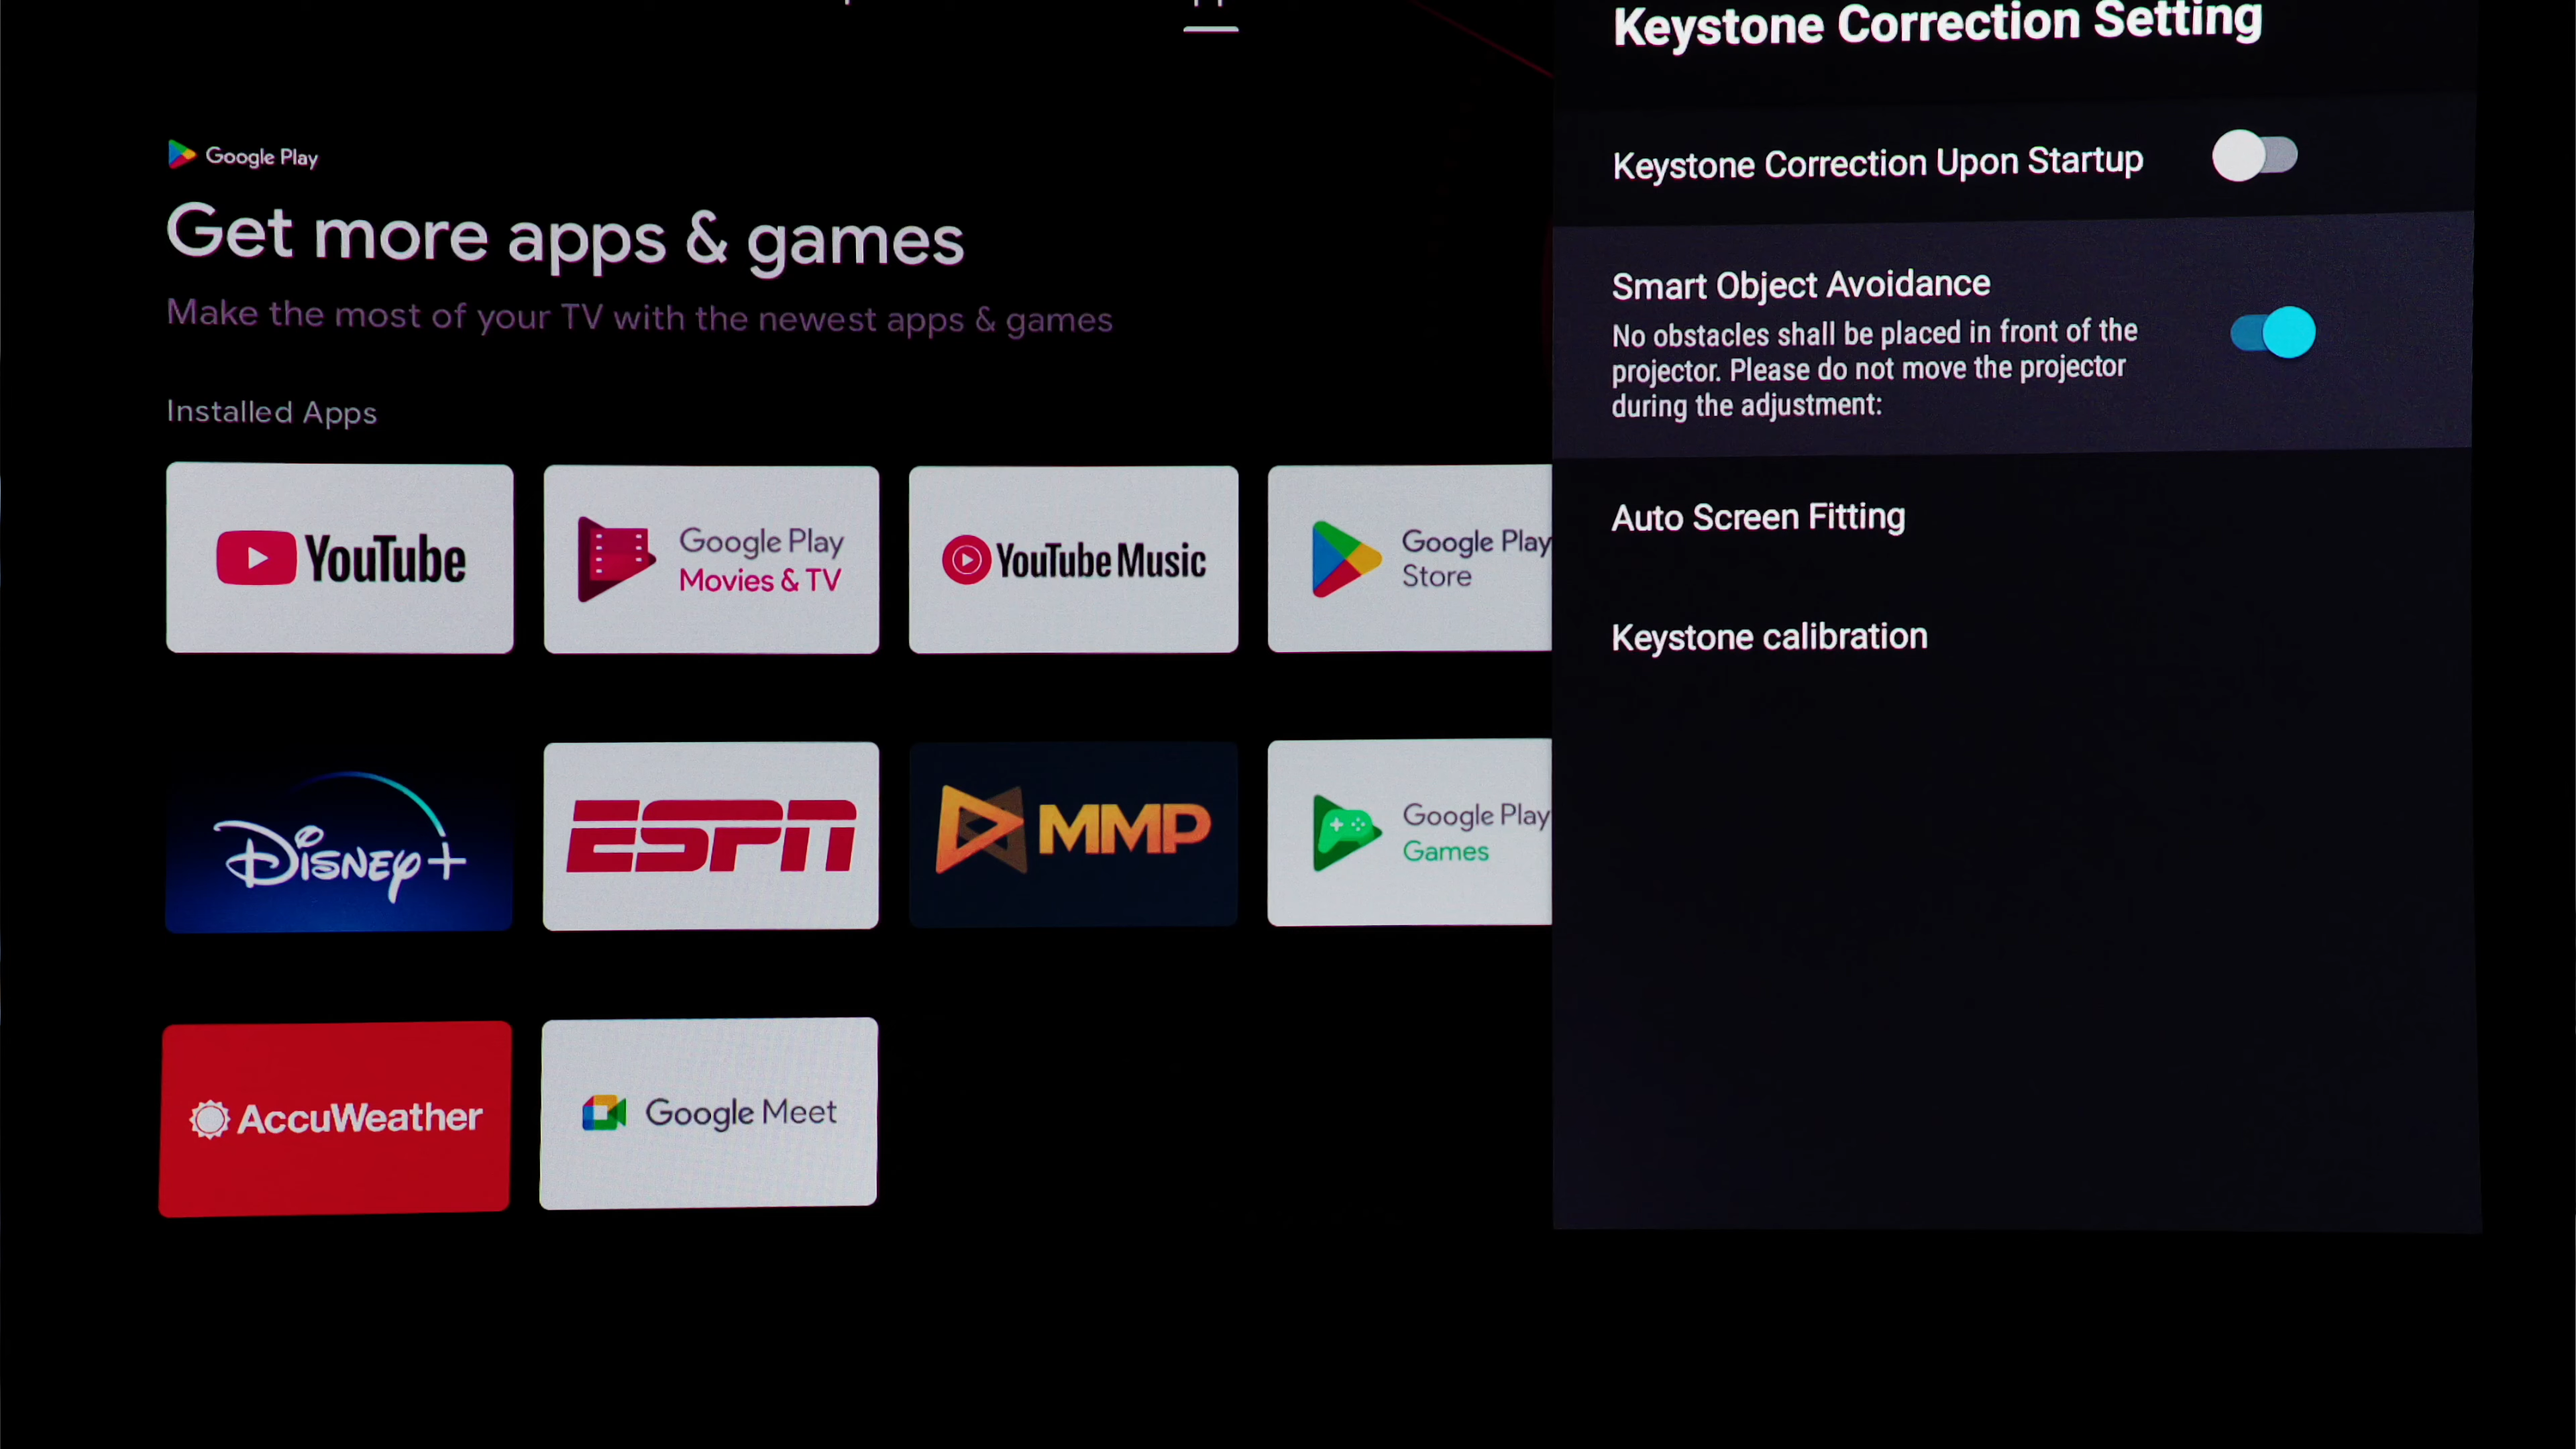 Google Play
Get more apps & games
Make the most of your TV with the newest apps & games
Installed Apps
YouTube
Google Play
Movies & TV
YouTube Music
Google Play
Store
Disney+
ESPN
MMP
Google Play
Games
AccuWeather
Google Meet
Keystone Correction Setting
Keystone Correction Upon Startup
Smart Object Avoidance
No obstacles shall be placed in front of the
projector. Please do not move the projector
during the adjustment:
Auto Screen Fitting
Keystone calibration